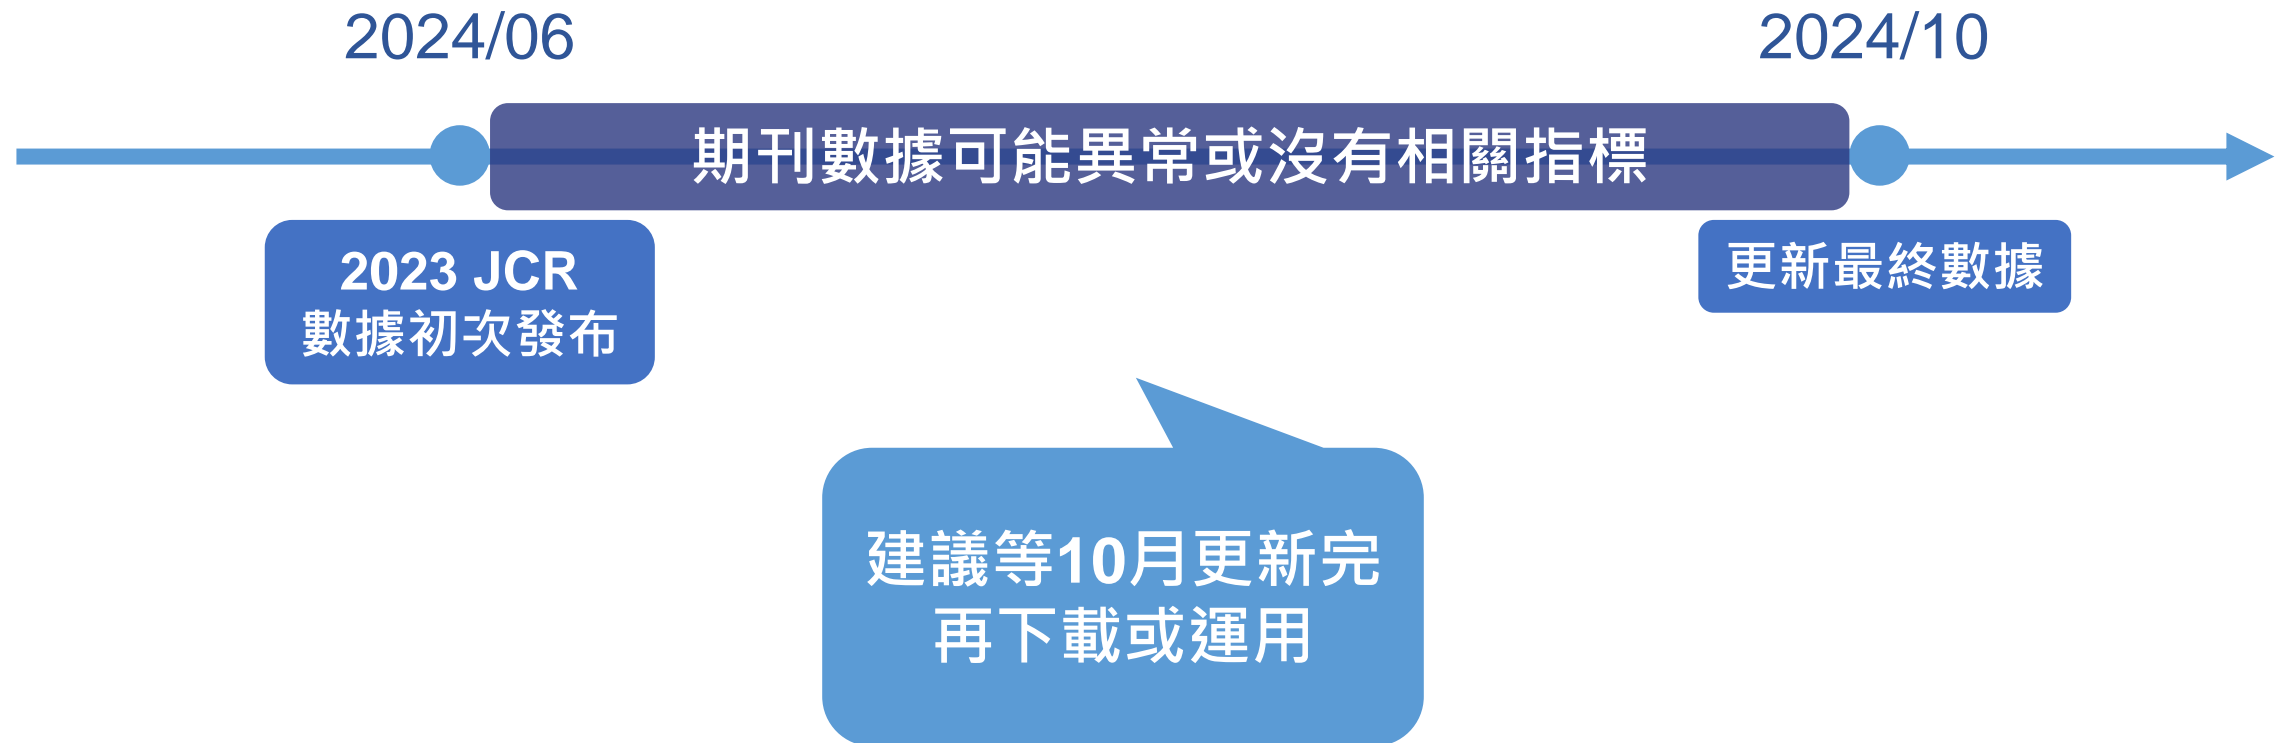 2024/06
2024/10
期刊數據可能異常或沒有相關指標
2023 JCR
數據初次發布
更新最終數據
建議等10月更新完
再下載或運用